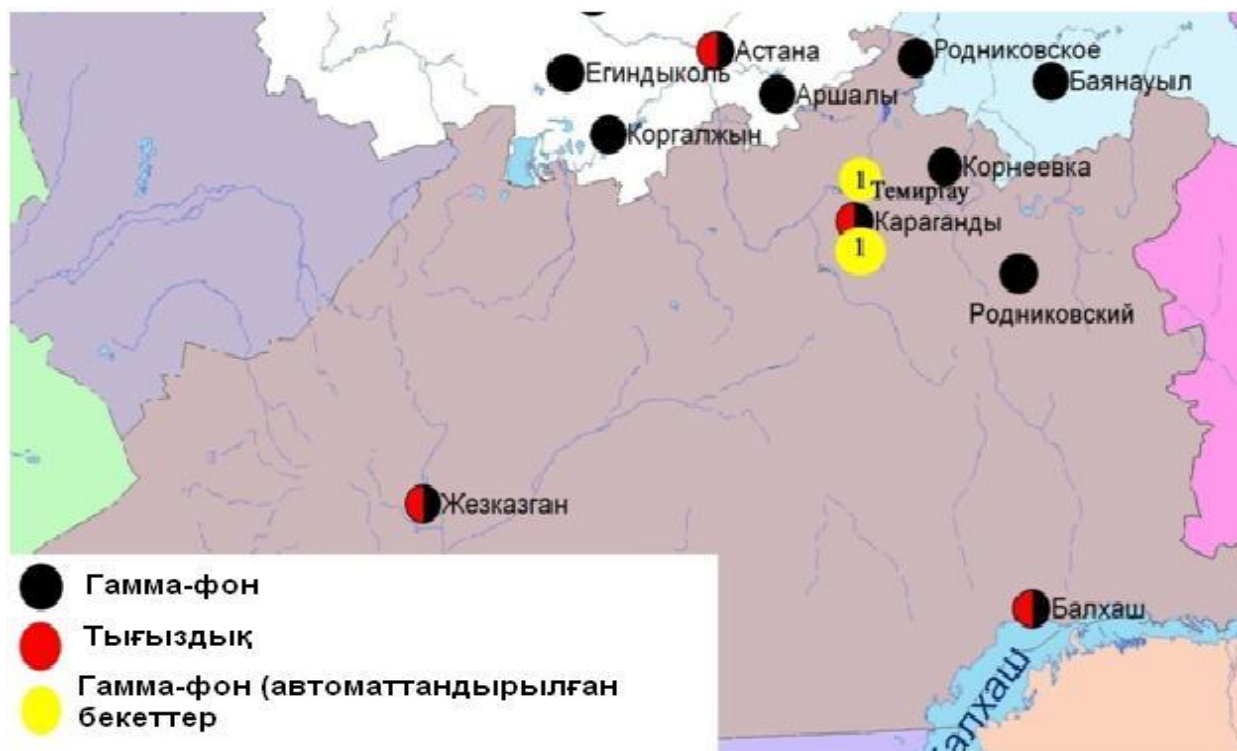 Астана
Родниковское
Егиндыколь
Баянауыл
Аршалы
Коргалжын
Корнеевка
1
Темиртау
Караганды
1
Родниковский
Жезказган
Балхаш
Балхаш
Гамма-фон
Тығыздық
Гамма-фон (автоматтандырылған
бекеттер